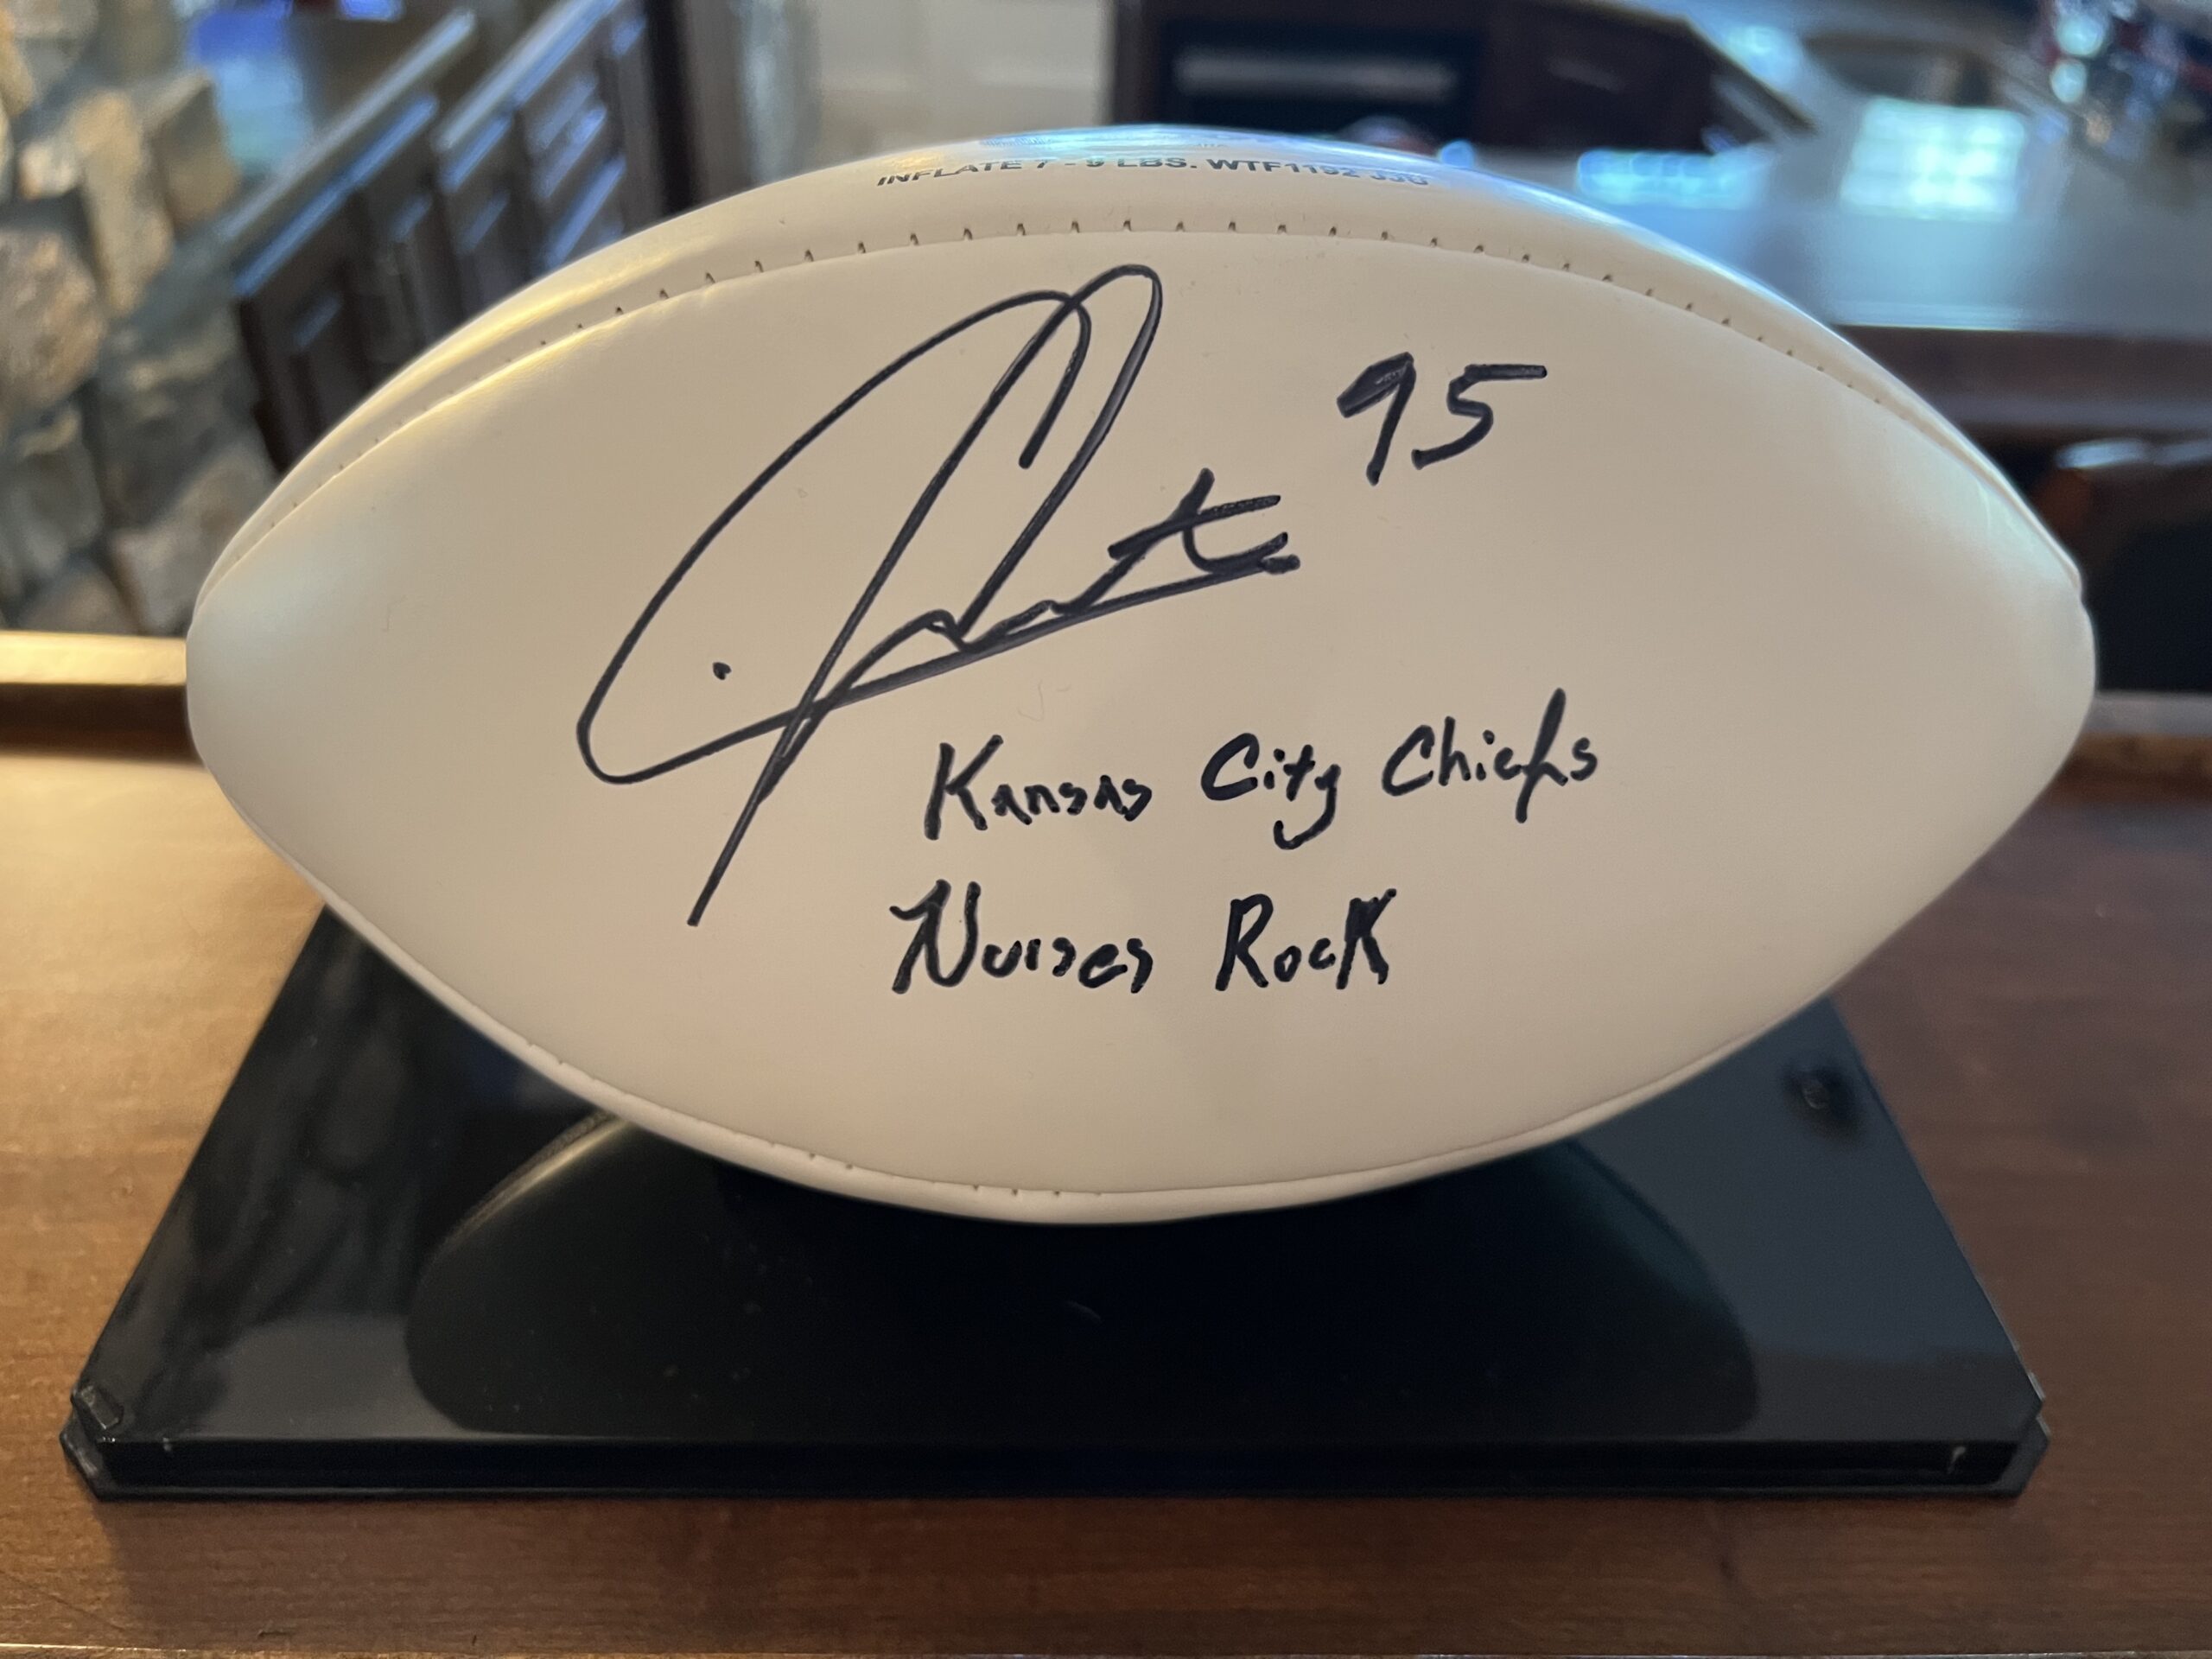 INFLATE 7 - 9 LBS. WTF1192
95
Kansas City Chiefs
Nurses Rock